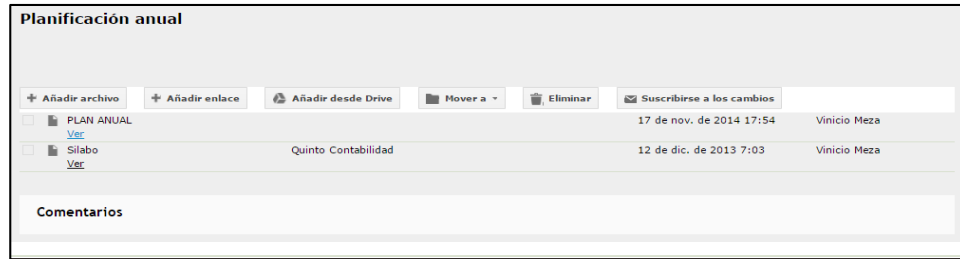 Planificación anual
Añadir archivo Añadir enlace Añadir desde Drive Mover a Eliminar Suscribirse a los cambios
PLAN ANUAL 17 de nov. de 2014 17:54 Vinicio Meza
Ver
Silabo Quinto Contabilidad 12 de dic. de 2013 7:03 Vinicio Meza
Ver
Comentarios